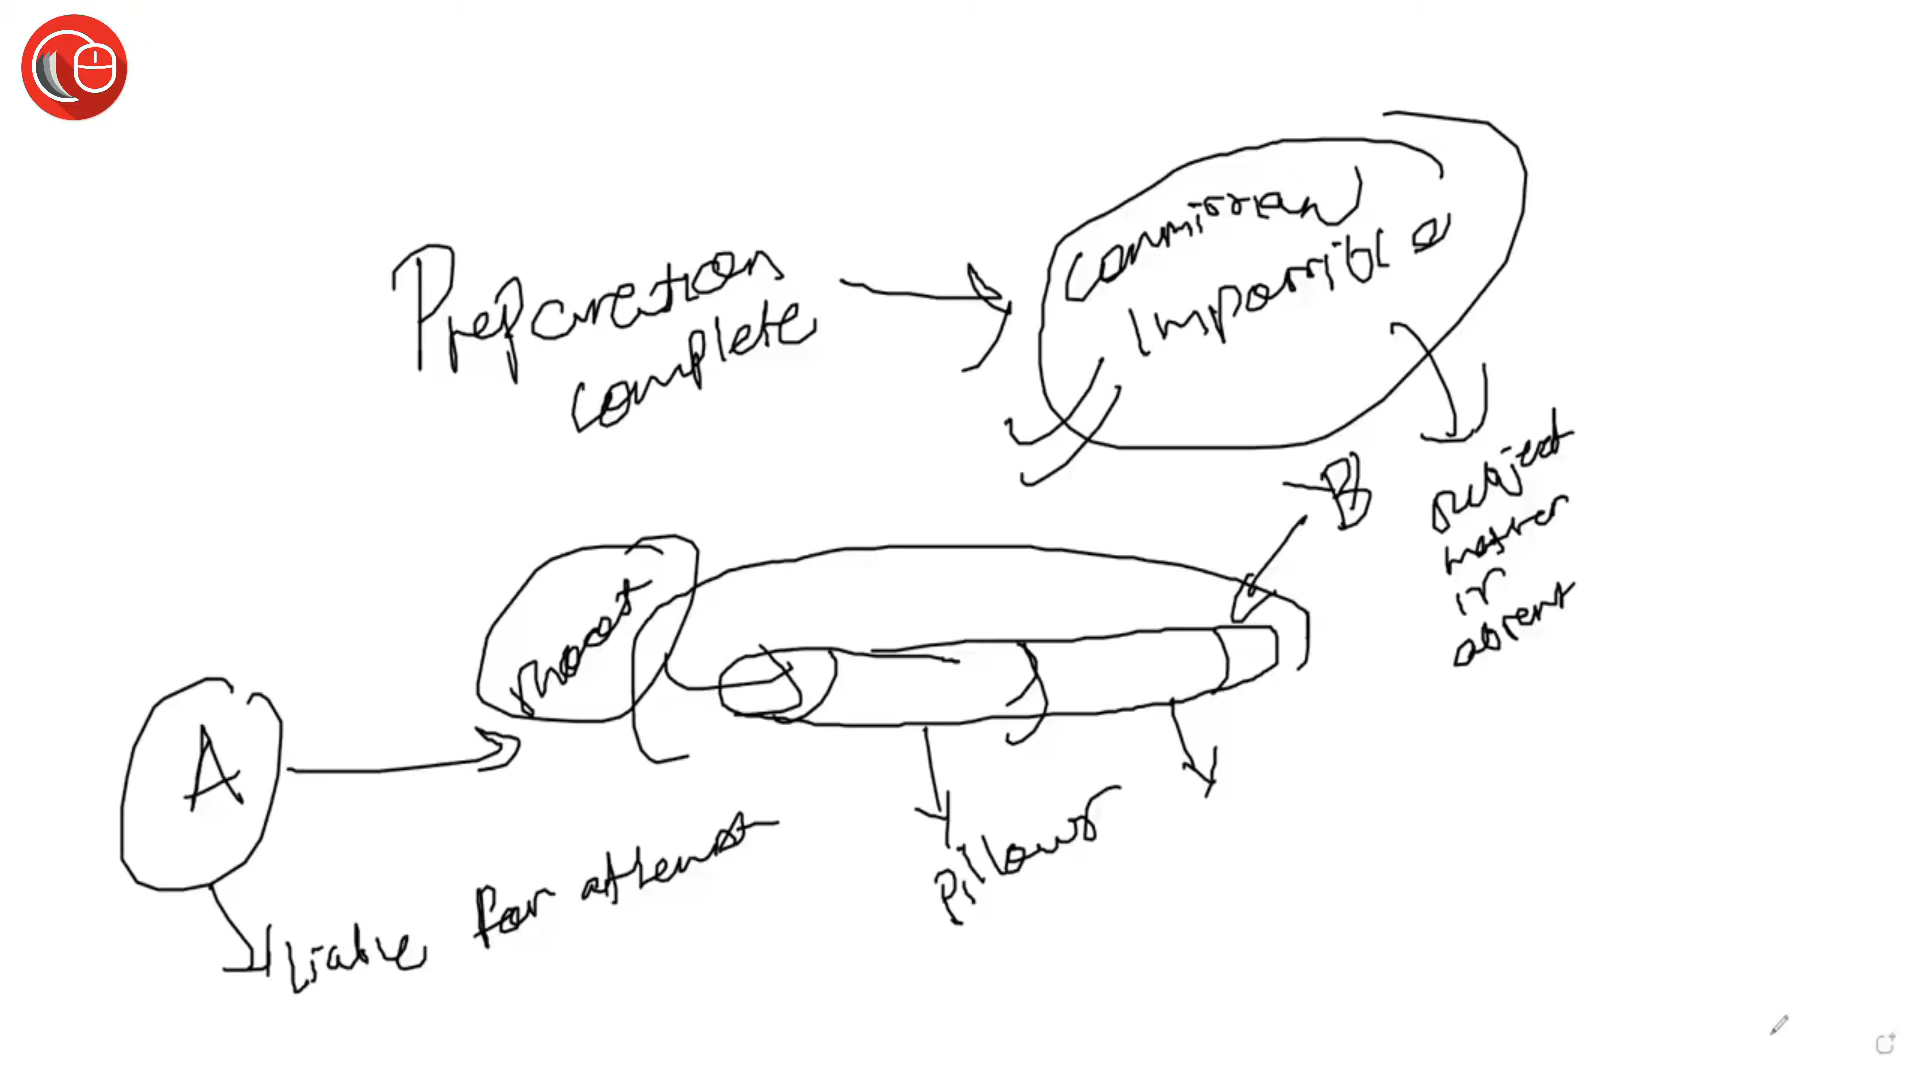 Preparation
complete
commission
Impossible
B
subject
matter
is
absent
shoot
A
Pillows
Liable for attempt